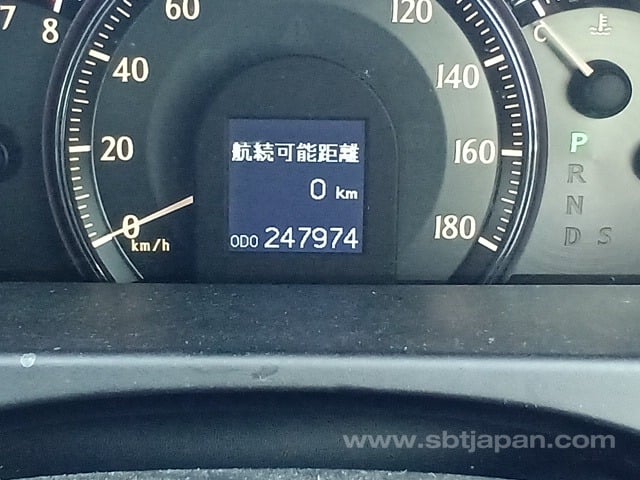 7
8
60
120
40
140
20
160
0
180
km/h
航続可能距離
0 km
ODO 247974
C
P
R
N
D S
www.sbtjapan.com